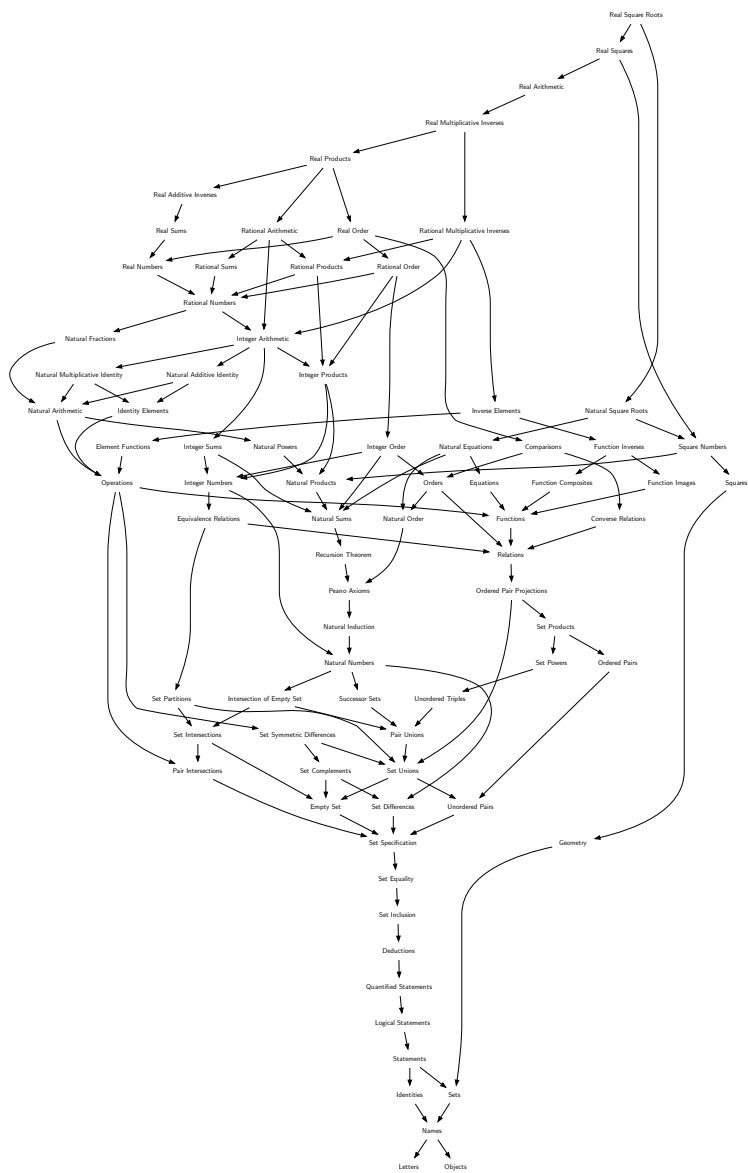 Real Square Roots
Real Squares
Real Arithmetic
Real Multiplicative Inverses
Real Products
Real Additive Inverses
Real Sums
Rational Arithmetic
Real Order
Rational Multiplicative Inverses
Real Numbers
Rational Sums
Rational Products
Rational Order
Rational Numbers
Natural Fractions
Integer Arithmetic
Natural Multiplicative Identity
Natural Additive Identity
Integer Products
Natural Arithmetic
Identity Elements
Inverse Elements
Natural Square Roots
Element Functions
Integer Sums
Natural Powers
Integer Order
Natural Equations
Comparisons
Function Inverses
Square Numbers
Operations
Integer Numbers
Natural Products
Orders
Equations
Function Composites
Function Images
Squares
Equivalence Relations
Natural Sums
Natural Order
Functions
Converse Relations
Recursion Theorem
Relations
Peano Axioms
Ordered Pair Projections
Natural Induction
Set Products
Natural Numbers
Set Powers
Ordered Pairs
Set Partitions
Intersection of Empty Set
Successor Sets
Unordered Triples
Set Intersections
Set Symmetric Differences
Pair Unions
Pair Intersections
Set Complements
Set Unions
Empty Set
Set Differences
Unordered Pairs
Set Specification
Geometry
Set Equality
Set Inclusion
Deductions
Quantified Statements
Logical Statements
Statements
Identities
Sets
Names
Letters
Objects